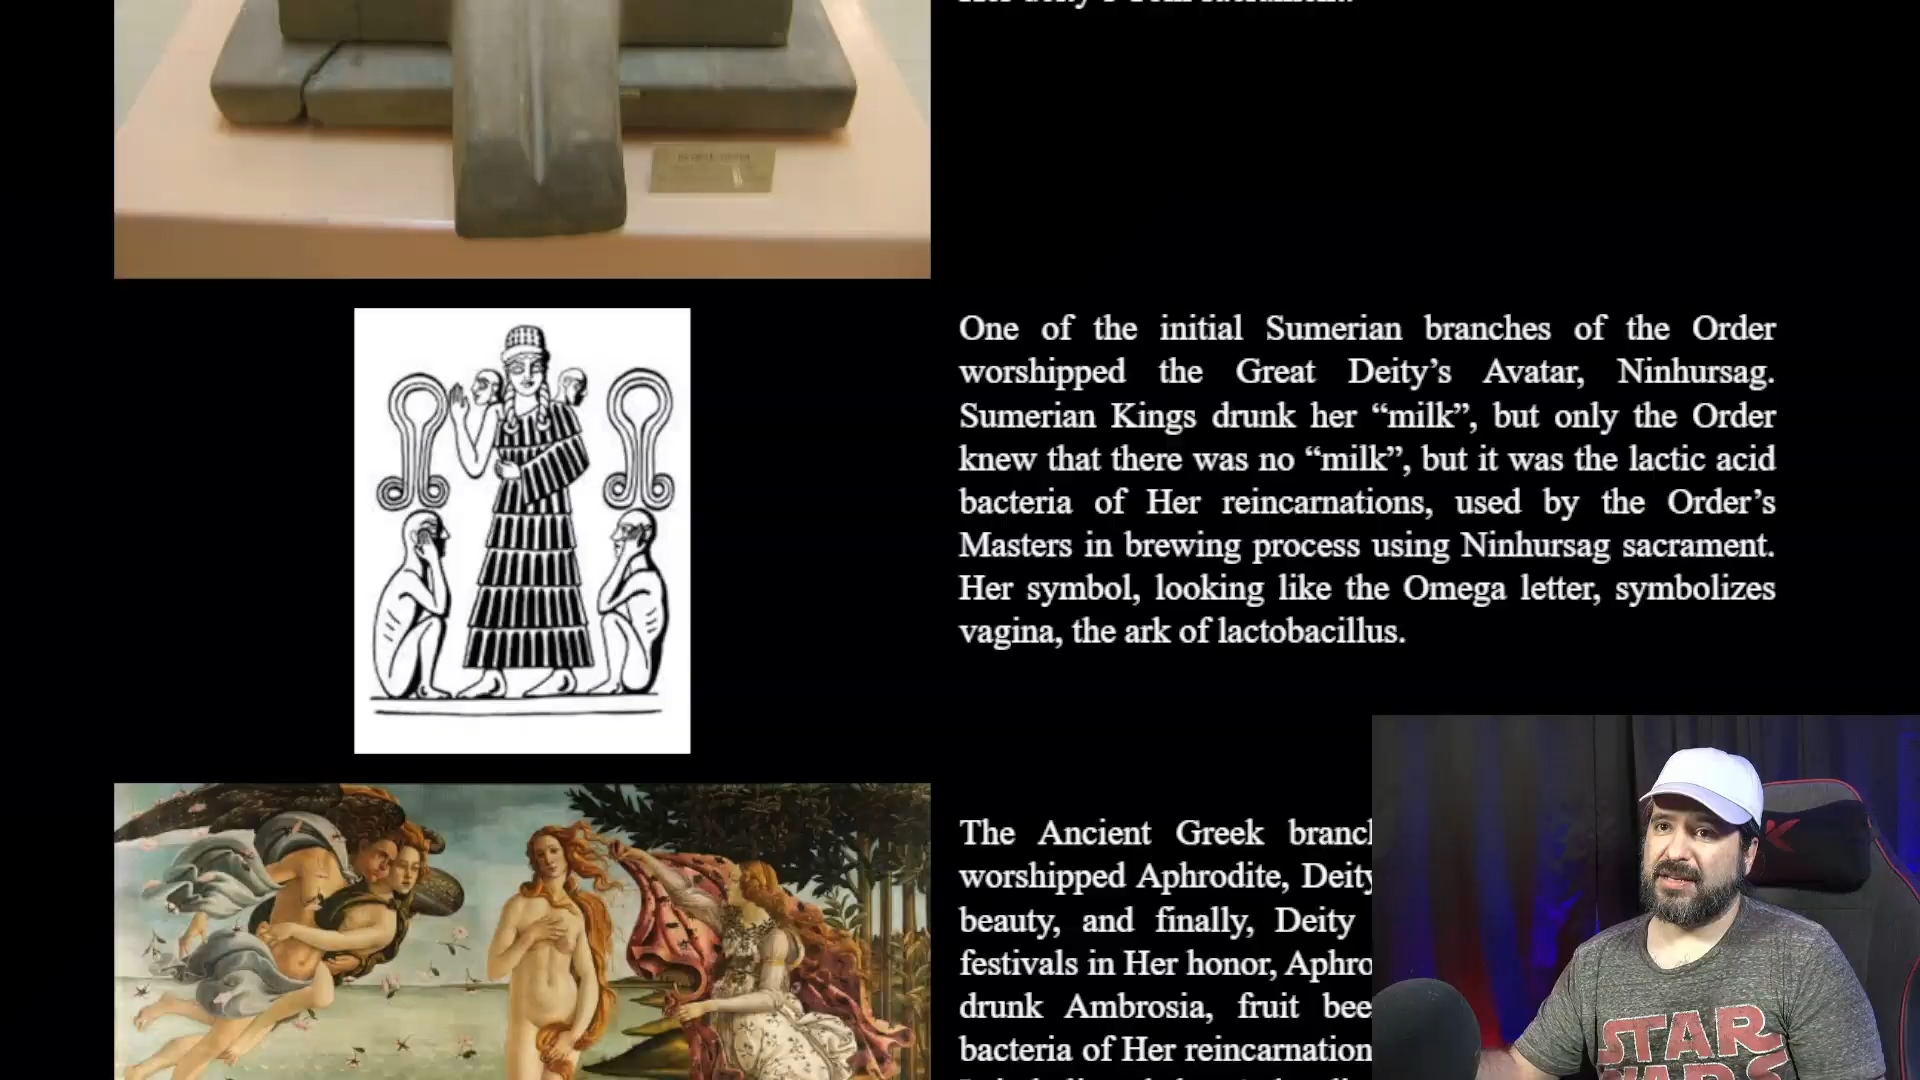 One of the initial Sumerian branches of the Order
worshipped the Great Deity’s Avatar, Ninhursag.
Sumerian Kings drunk her “milk”, but only the Order
knew that there was no “milk”, but it was the lactic acid
bacteria of Her reincarnations, used by the Order’s
Masters in brewing process using Ninhursag sacrament.
Her symbol, looking like the Omega letter, symbolizes
vagina, the ark of lactobacillus.
The Ancient Greek
worshipped Aphrodite, Deity
beauty, and finally, Deity
festivals in Her honor,
drunk Ambrosia, fruit
bacteria of Her reincarnation
STAR
WARS